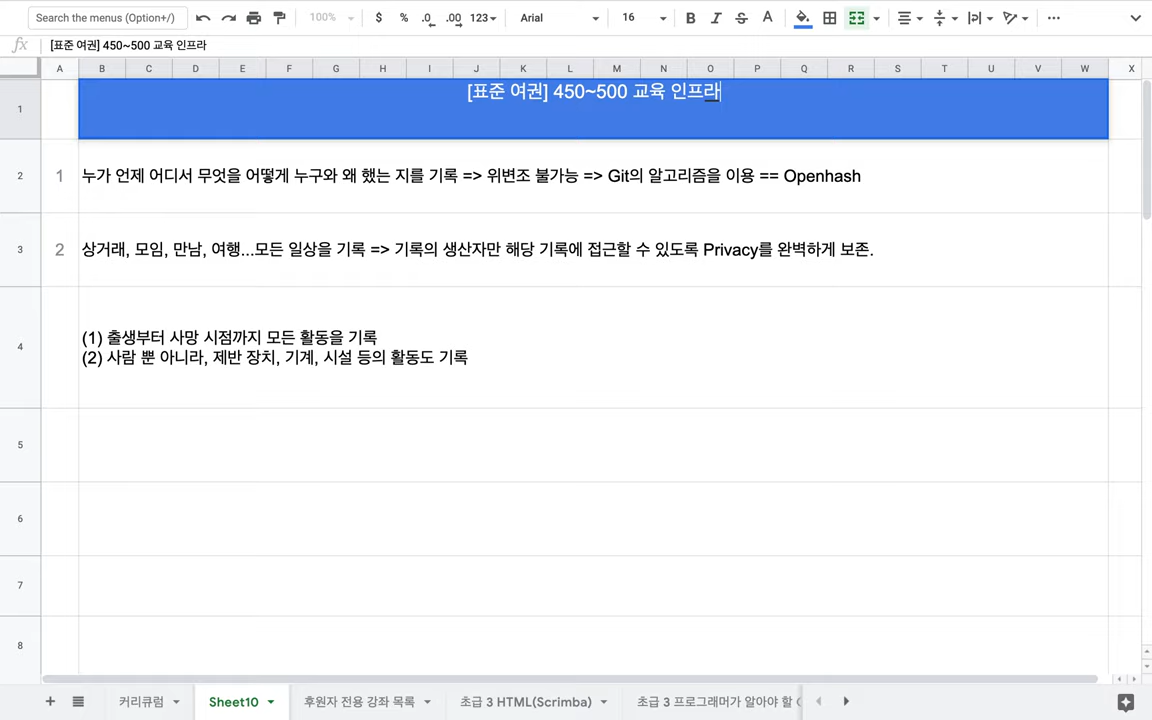 Search the menus (Option+/)
100%
$ % .0 .00 123
Arial
16
B I S A
fx
[표준 여권] 450~500 교육 인프라
A B C D E F G H I J K L M N O P Q R S T U V W X
1
[표준 여권] 450~500 교육 인프라
2
1
누가 언제 어디서 무엇을 어떻게 누구와 왜 했는 지를 기록 => 위변조 불가능 => Git의 알고리즘을 이용 == Openhash
3
2
상거래, 모임, 만남, 여행...모든 일상을 기록 => 기록의 생산자만 해당 기록에 접근할 수 있도록 Privacy를 완벽하게 보존.
4
(1) 출생부터 사망 시점까지 모든 활동을 기록
(2) 사람 뿐 아니라, 제반 장치, 기계, 시설 등의 활동도 기록
5
6
7
8
커리큐럼
Sheet10
후원자 전용 강좌 목록
초급 3 HTML(Scrimba)
초급 3 프로그래머가 알아야 할